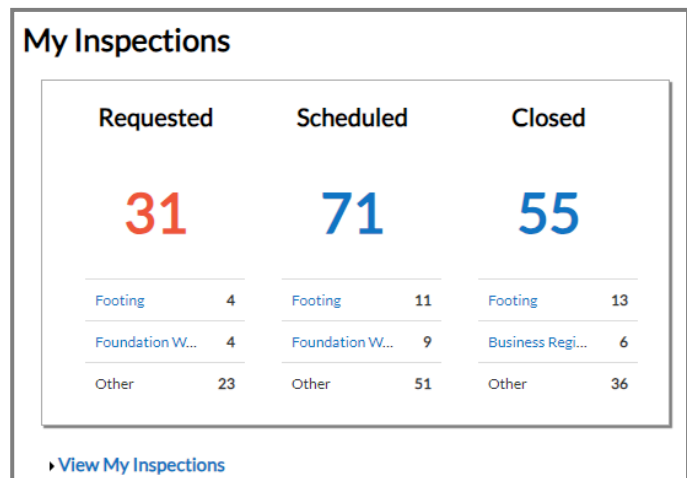 My Inspections
Requested Scheduled Closed
31 71 55
Footing 4 Footing 11 Footing 13
Foundation W... 4 Foundation W... 9 Business Regi... 6
Other 23 Other 51 Other 36
View My Inspections